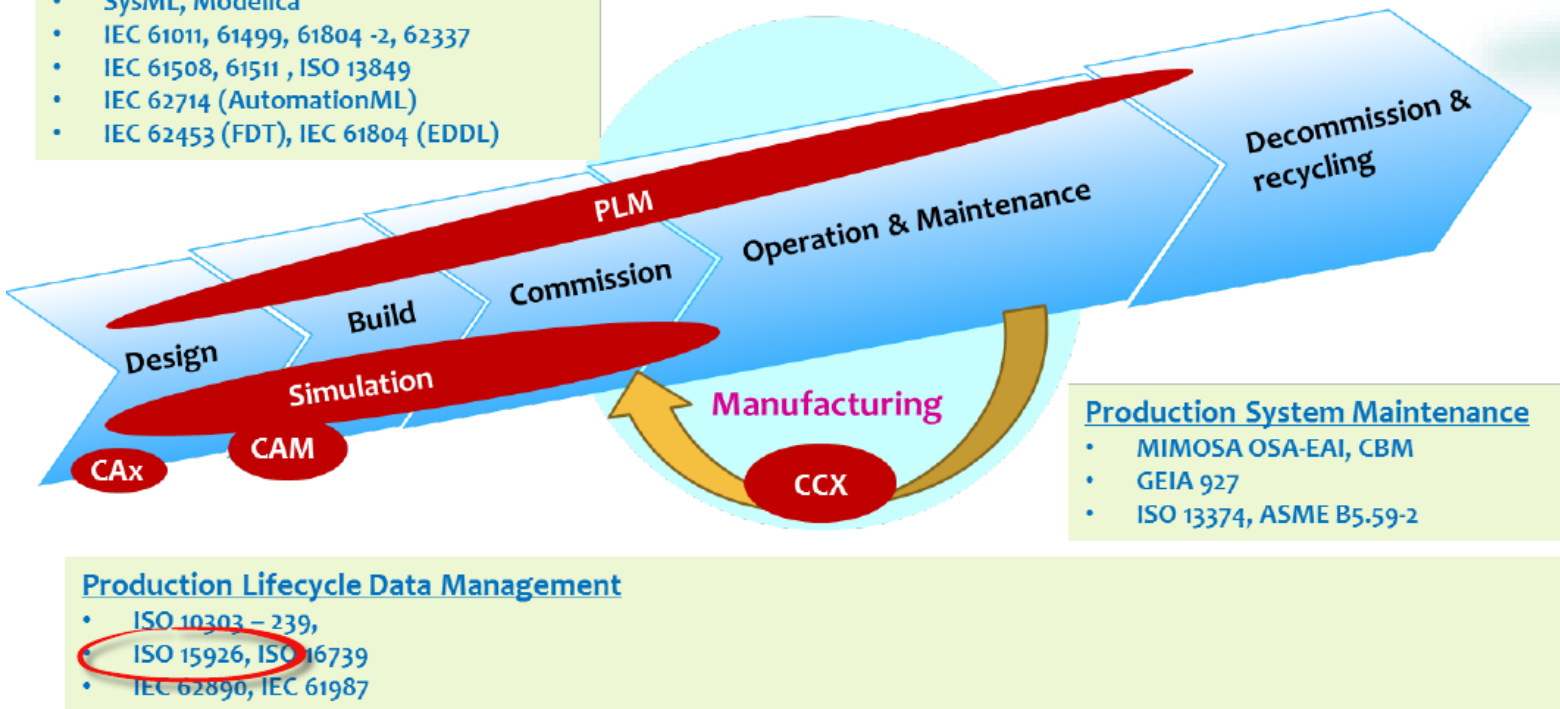 • SysML, Modelica
• IEC 61011, 61499, 61804 -2, 62337
• IEC 61508, 61511 , ISO 13849
• IEC 62714 (AutomationML)
• IEC 62453 (FDT), IEC 61804 (EDDL)
Decommission &
recycling
PLM
Operation & Maintenance
Commission
Build
Design
Simulation
Manufacturing
CAM
CAx
CCX
Production System Maintenance
• MIMOSA OSA-EAI, CBM
• GEIA 927
• ISO 13374, ASME B5.59-2
Production Lifecycle Data Management
• ISO 10303 – 239,
• ISO 15926, ISO 16739
• IEC 62890, IEC 61987